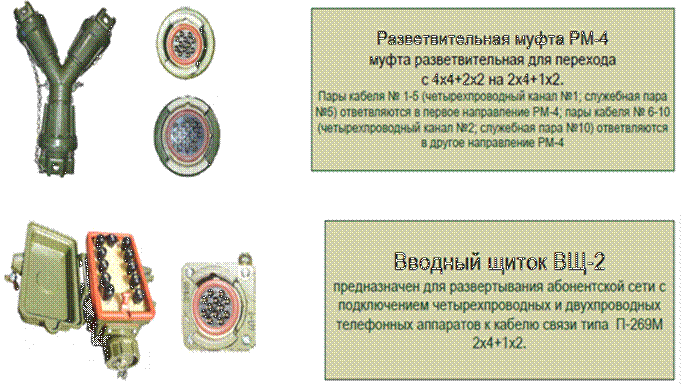 Разветвительная муфта РМ-4
муфта разветвительная для перехода
с 4х4+2х2 на 2х4+1х2.
Пары кабеля № 1-5 (четырехпроводный канал №1; служебная пара
№5) ответвляются в первое направление РМ-4; пары кабеля № 6-10
(четырехпроводный канал №2; служебная пара №10) ответвляются
в другое направление РМ-4
Вводный щиток ВЩ-2
предназначен для развертывания абонентской сети с
подключением четырехпроводных и двухпроводных
телефонных аппаратов к кабелю связи типа П-269М
2х4+1х2.